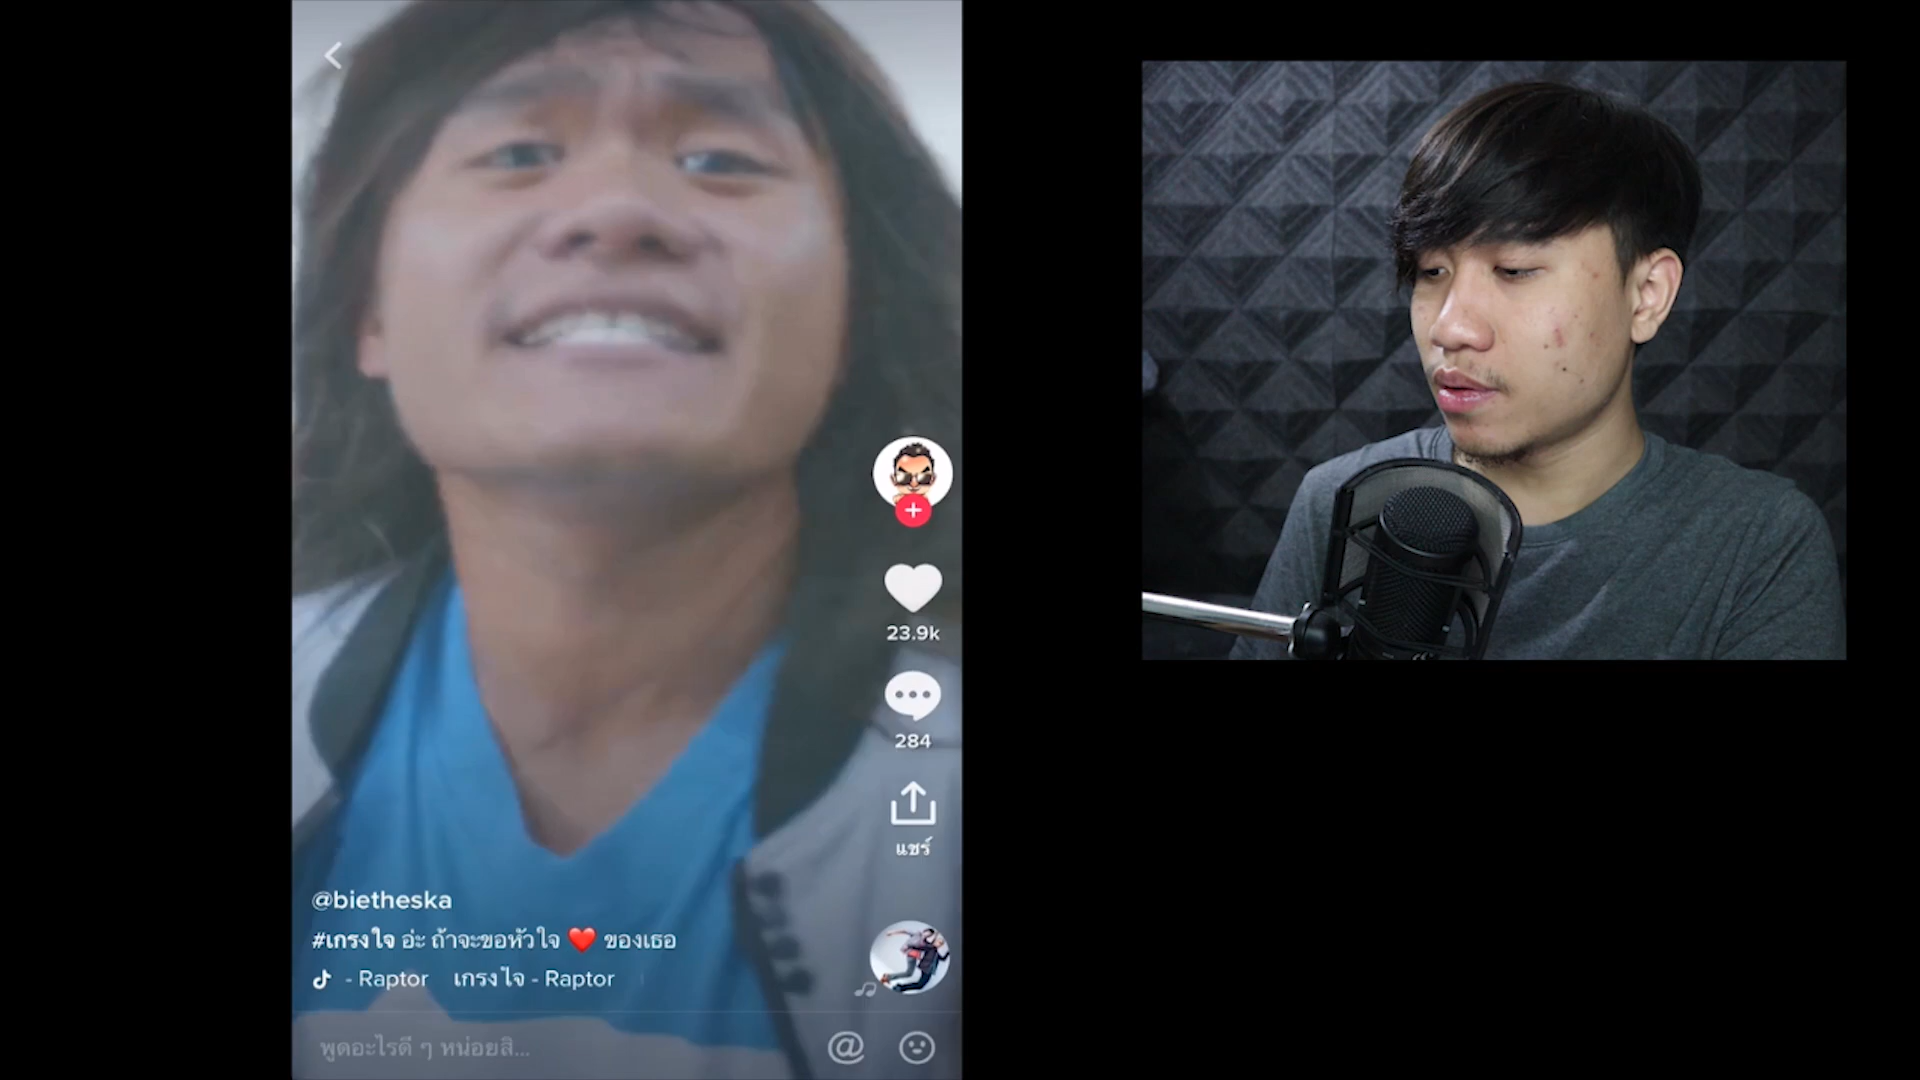 23.9k
284
แชร์
@bietheska
#เกรงใจ อ่ะ ถ้าจะขอหัวใจ ❤️ ของเธอ
- Raptor เกรงใจ - Raptor
พูดอะไรดี ๆ หน่อยสิ...